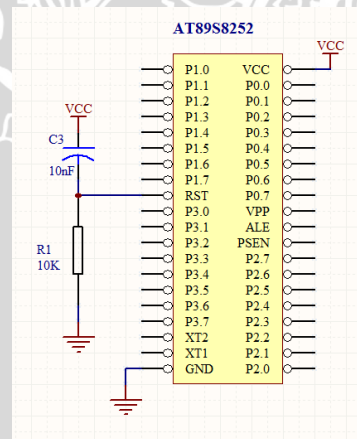 AT89S8252
VCC
P1.0 VCC
P1.1 P0.0
P1.2 P0.1
P1.3 P0.2
P1.4 P0.3
P1.5 P0.4
P1.6 P0.5
P1.7 P0.6
RST P0.7
P3.0 VPP
P3.1 ALE
P3.2 PSEN
P3.3 P2.7
P3.4 P2.6
P3.5 P2.5
P3.6 P2.4
P3.7 P2.3
XT2 P2.2
XT1 P2.1
GND P2.0
VCC
C3
10nF
R1
10K